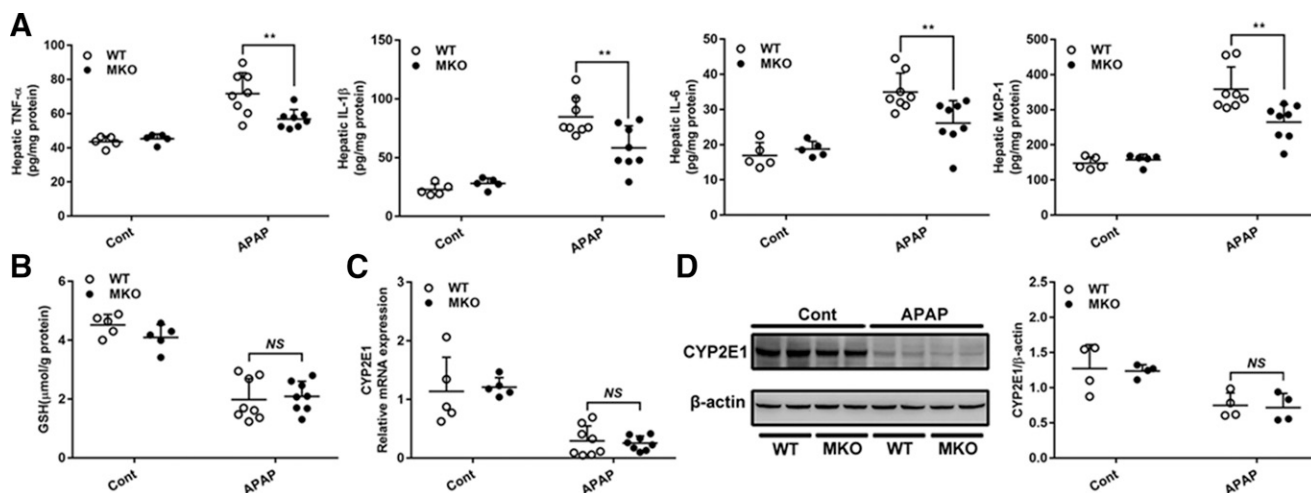 A
Hepatic TNF-α
(pg/mg protein)
100
80
60
40
20
0
WT
MKO
**
Cont
APAP
Hepatic IL-1β
(pg/mg protein)
150
100
50
0
WT
MKO
**
Cont
APAP
Hepatic IL-6
(pg/mg protein)
50
40
30
20
10
0
WT
MKO
**
Cont
APAP
Hepatic MCP-1
(pg/mg protein)
500
400
300
200
100
0
WT
MKO
**
Cont
APAP
B
GSH(μmol/g protein)
6
4
2
0
WT
MKO
NS
Cont
APAP
C
CYP2E1
Relative mRNA expression
3
2
1
0
WT
MKO
NS
Cont
APAP
D
Cont APAP
CYP2E1
β-actin
WT MKO WT MKO
CYP2E1/β-actin
2.5
2.0
1.5
1.0
0.5
0.0
WT
MKO
NS
Cont
APAP